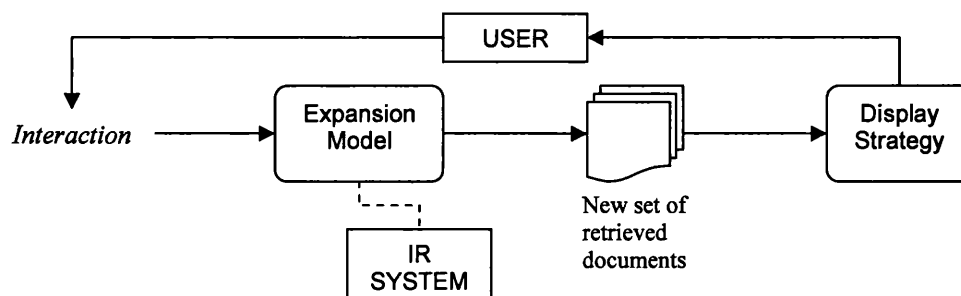 USER
Interaction
Expansion
Model
Display
Strategy
New set of
retrieved
documents
IR
SYSTEM